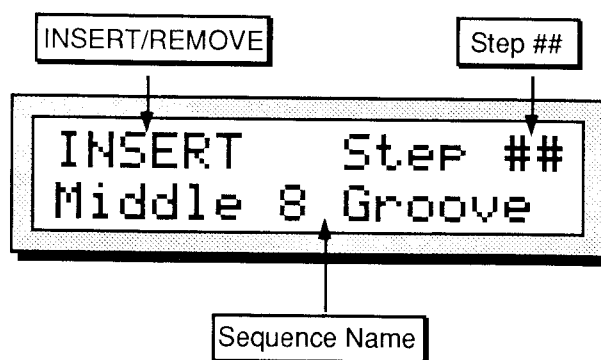 INSERT/REMOVE
Step ##
INSERT Step ##
Middle 8 Groove
Sequence Name